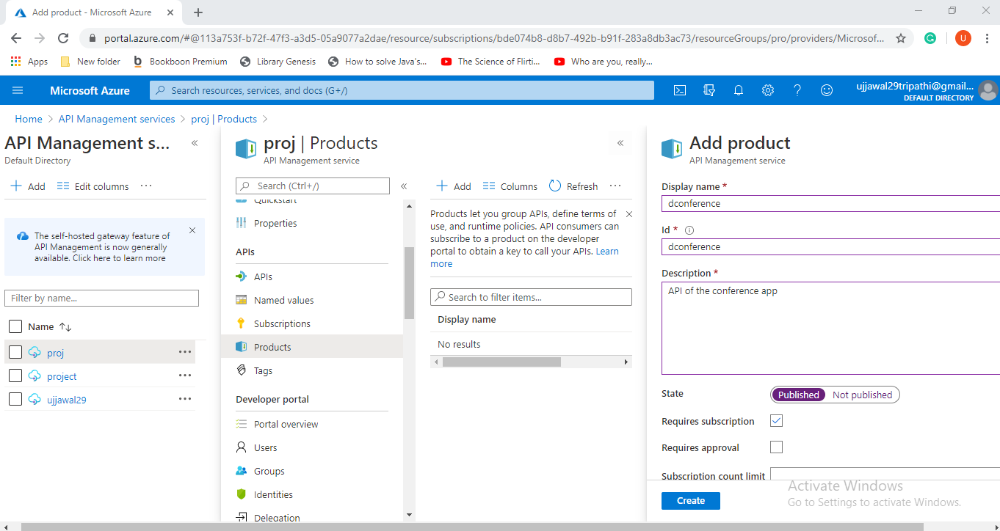 Add product - Microsoft Azure
portal.azure.com/#@113a753f-b72f-47f3-a3d5-05a9077a2dae/resource/subscriptions/bde074b8-d8b7-492b-b91f-283a8db3ac73/resourceGroups/pro/providers/Microsof...
U
Apps
New folder
b Bookboon Premium
Library Genesis
How to solve Java's...
The Science of Flirti...
Who are you, really...
Microsoft Azure
Search resources, services, and docs (G+/)
ujjawal29tripathi@gmail...
DEFAULT DIRECTORY
Home > API Management services > proj | Products >
API Management s...
Default Directory
Add
Edit columns
...
The self-hosted gateway feature of
API Management is now generally
available. Click here to learn more
Filter by name...
Name
proj
project
ujjawal29
proj | Products
API Management service
Search (Ctrl+/)
Quickstart
Properties
APIs
APIs
Named values
Subscriptions
Products
Tags
Developer portal
Portal overview
Users
Groups
Identities
Delegation
Add
Columns
Refresh
...
Products let you group APIs, define terms of
use, and runtime policies. API consumers can
subscribe to a product on the developer
portal to obtain a key to call your APIs. Learn
more
Search to filter items...
Display name
No results
Add product
API Management service
Display name *
dconference
Id *
dconference
Description *
API of the conference app
State
Published
Not published
Requires subscription
Requires approval
Subscription count limit
Create
Activate Windows
Go to Settings to activate Windows.